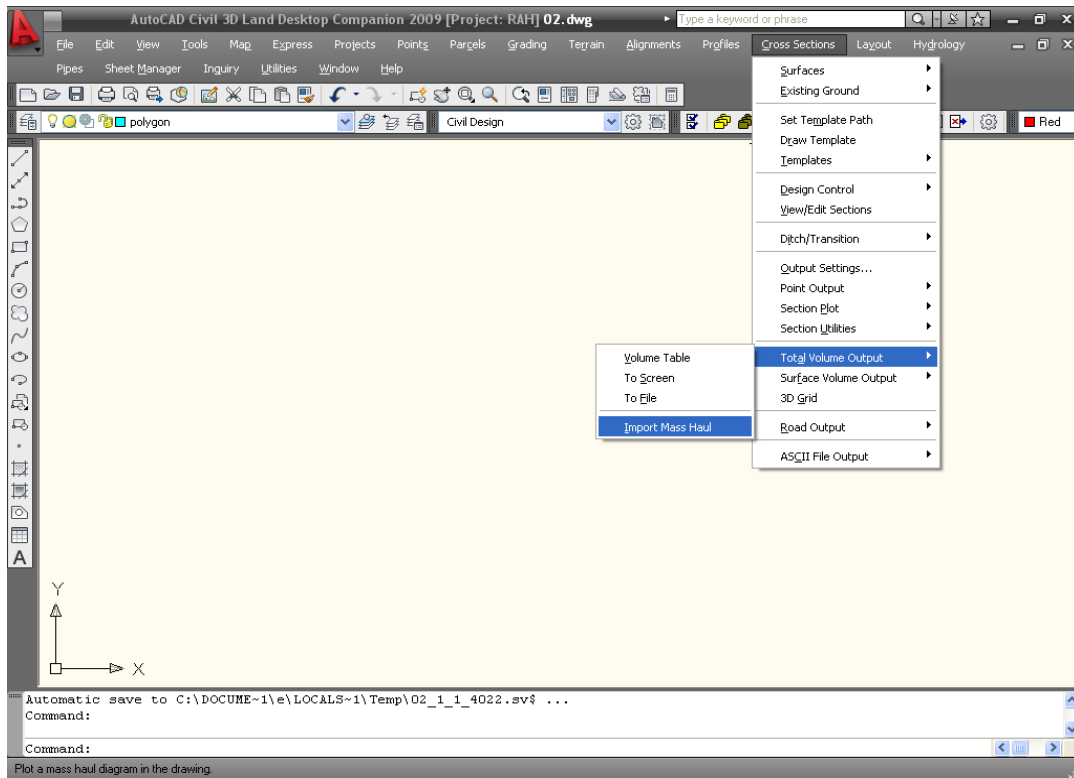 AutoCAD Civil 3D Land Desktop Companion 2009 [Project: RAH] 02.dwg
Type a keyword or phrase
File Edit View Tools Map Express Projects Points Parcels Grading Terrain Alignments Profiles Cross Sections Layout Hydrology
Pipes Sheet Manager Inquiry Utilities Window Help
polygon
Civil Design
Red
Surfaces
Existing Ground
Set Template Path
Draw Template
Templates
Design Control
View/Edit Sections
Ditch/Transition
Output Settings...
Point Output
Section Plot
Section Utilities
Total Volume Output
Surface Volume Output
3D Grid
Road Output
ASCII File Output
Volume Table
To Screen
To File
Import Mass Haul
A
Y
X
Automatic save to C:\DOCUME~1\e\LOCALS~1\Temp\02_1_1_4022.sv$ ...
Command:
Command:
Plot a mass haul diagram in the drawing.